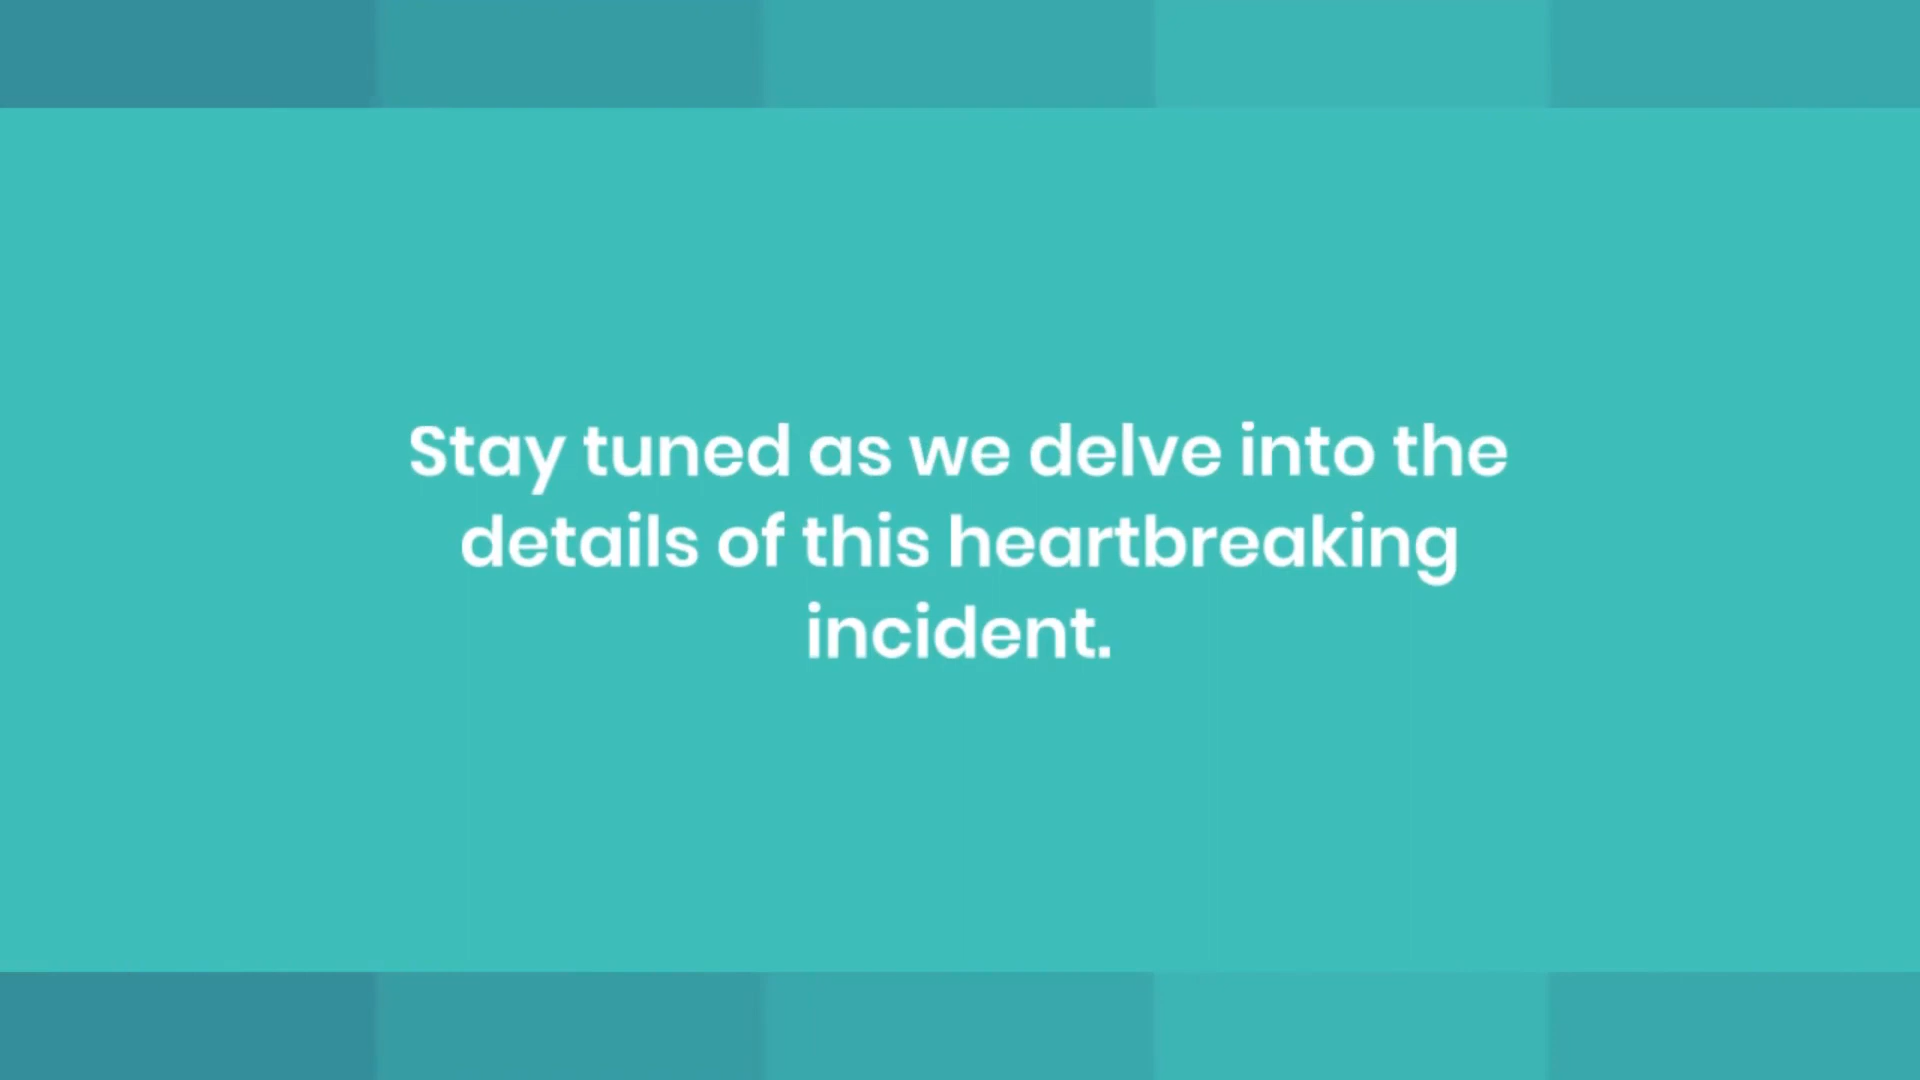 Stay tuned as we delve into the
details of this heartbreaking
incident.